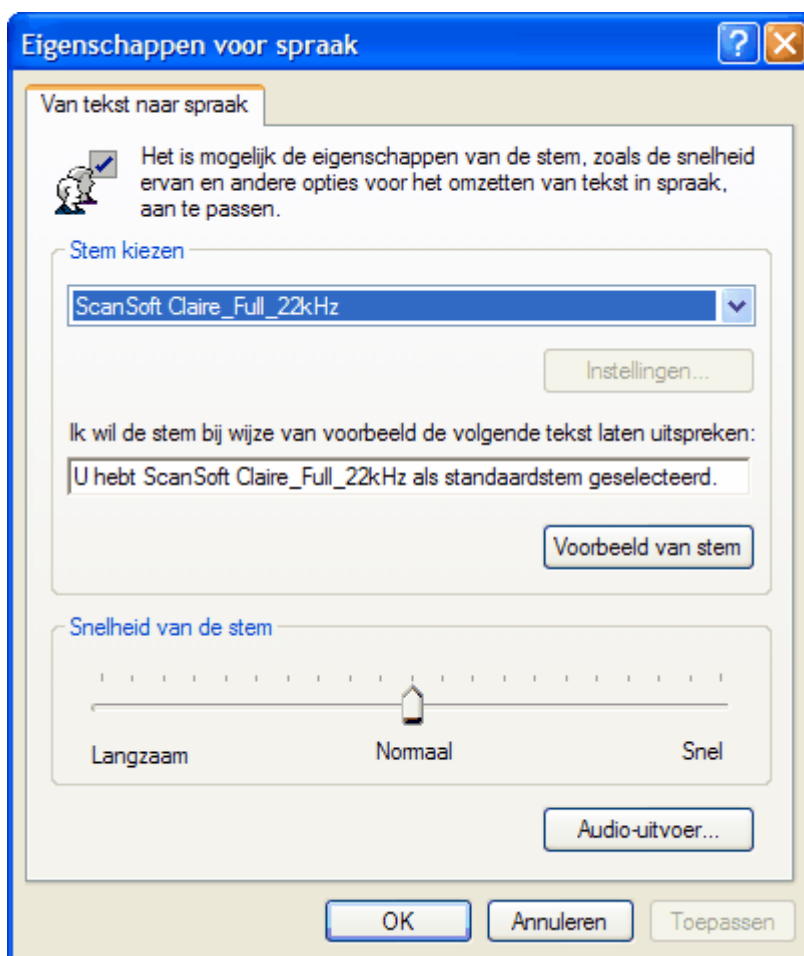 Eigenschappen voor spraak
Van tekst naar spraak
Het is mogelijk de eigenschappen van de stem, zoals de snelheid
ervan en andere opties voor het omzetten van tekst in spraak,
aan te passen.
Stem kiezen
ScanSoft Claire_Full_22kHz
Instellingen...
Ik wil de stem bij wijze van voorbeeld de volgende tekst laten uitspreken:
U hebt ScanSoft Claire_Full_22kHz als standaardstem geselecteerd.
Voorbeeld van stem
Snelheid van de stem
Langzaam Normaal Snel
Audio-uitvoer...
OK Annuleren Toepassen